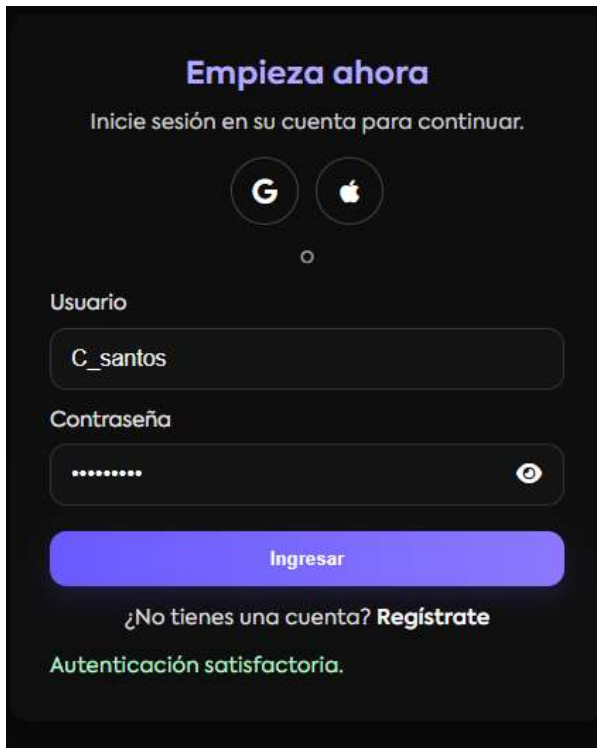 Empieza ahora
Inicie sesión en su cuenta para continuar.
o
Usuario
C_santos
Contraseña
•••••••••
Ingresar
¿No tienes una cuenta? Regístrate
Autenticación satisfactoria.